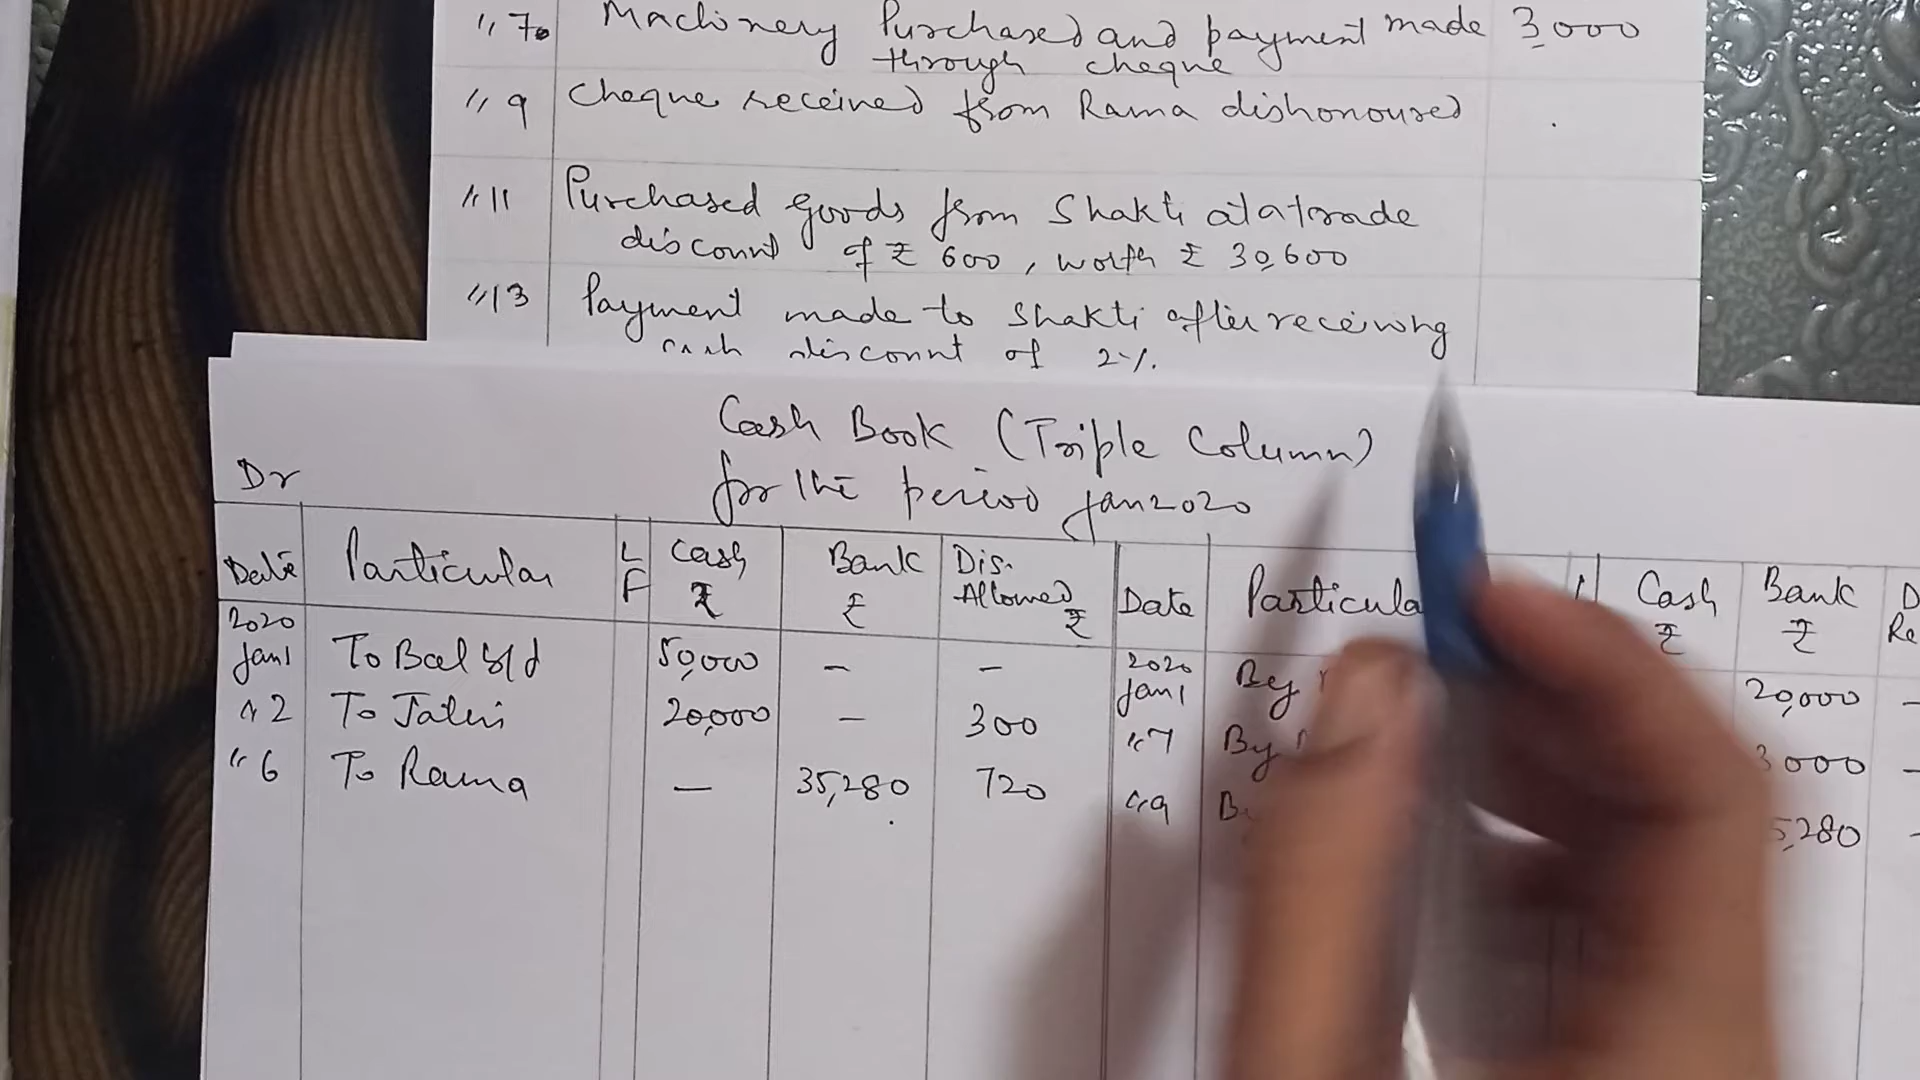 " 7 Machinery Purchased and payment made 3,000
through cheque
" 9 Cheque received from Rama dishonoured
" 11 Purchased goods from Shakti at a trade
discount of ₹ 600, worth ₹ 30,600
" 13 Payment made to Shakti after receiving
cash discount of 2%.
Cash Book (Triple Column)
for the period Jan 2020
Dr
Date Particular LF Cash ₹ Bank ₹ Dis. Allowed ₹ Date Cash ₹ Bank ₹
2020 2020
Jan 1 To Bal b/d 50,000 — — Jan 1 By 20,000 —
" 2 To Jatin 20,000 — 300 " 7 By 3000 —
" 6 To Rama — 35,280 720 " 9 5,280 —